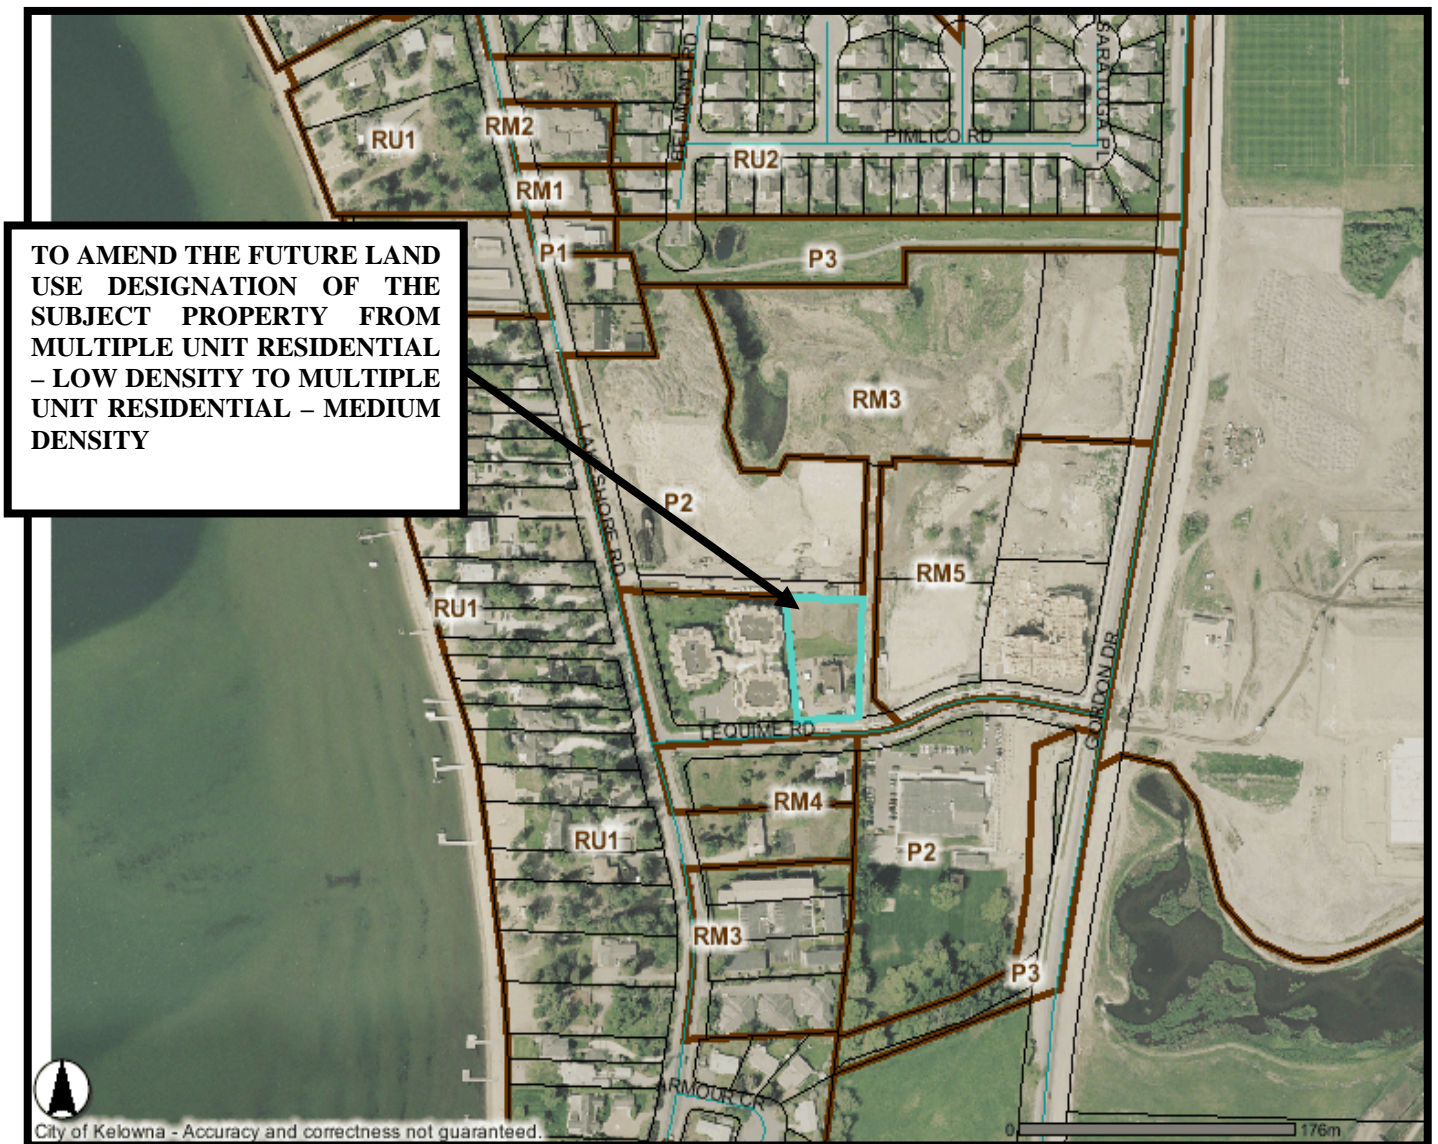 SARATOGA PL
RU1
RM2
PIMLICO RD
RU2
RM1
P1
P3
TO AMEND THE FUTURE LAND
USE DESIGNATION OF THE
SUBJECT PROPERTY FROM
MULTIPLE UNIT RESIDENTIAL
– LOW DENSITY TO MULTIPLE
UNIT RESIDENTIAL – MEDIUM
DENSITY
RM3
P2
RM5
RU1
GORDON DR
LEQUIME RD
RM4
RU1
P2
RM3
P3
ARMOUR CR
City of Kelowna - Accuracy and correctness not guaranteed.
0
176m